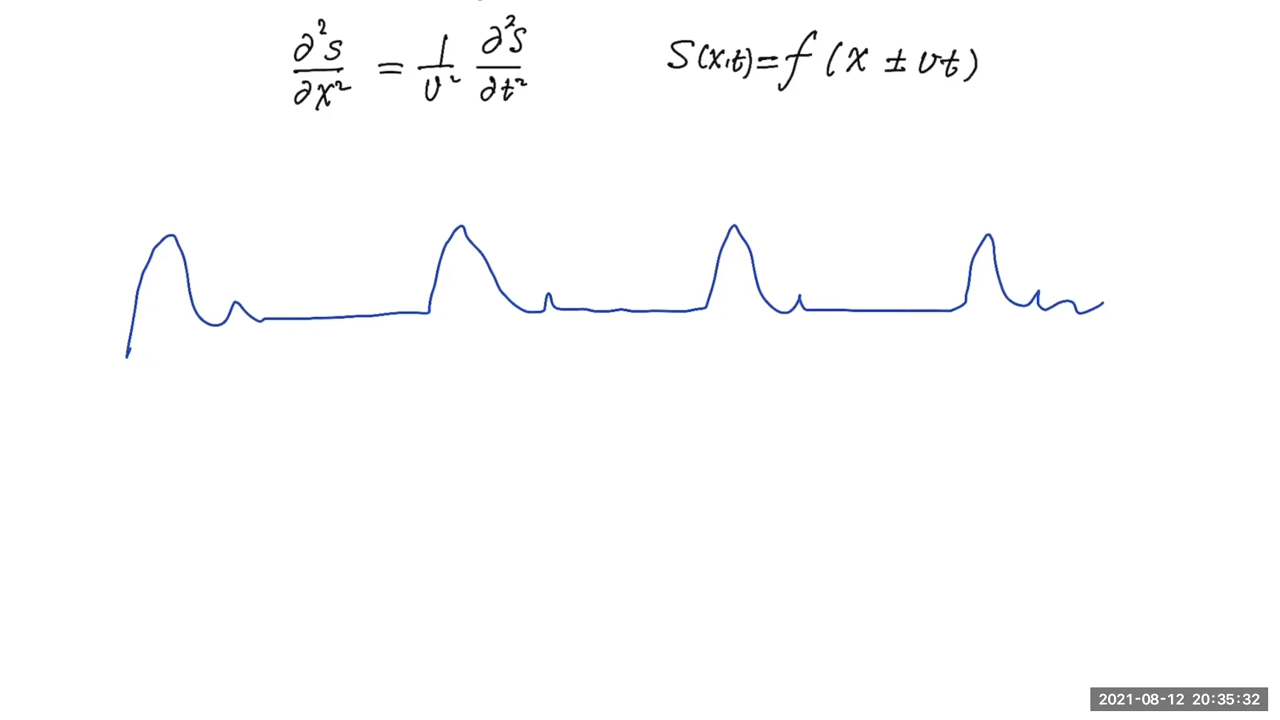 ∂²S/∂x² = 1/v² ∂²S/∂t²    S(x,t)=f(x ± vt)
2021-08-12 20:35:32